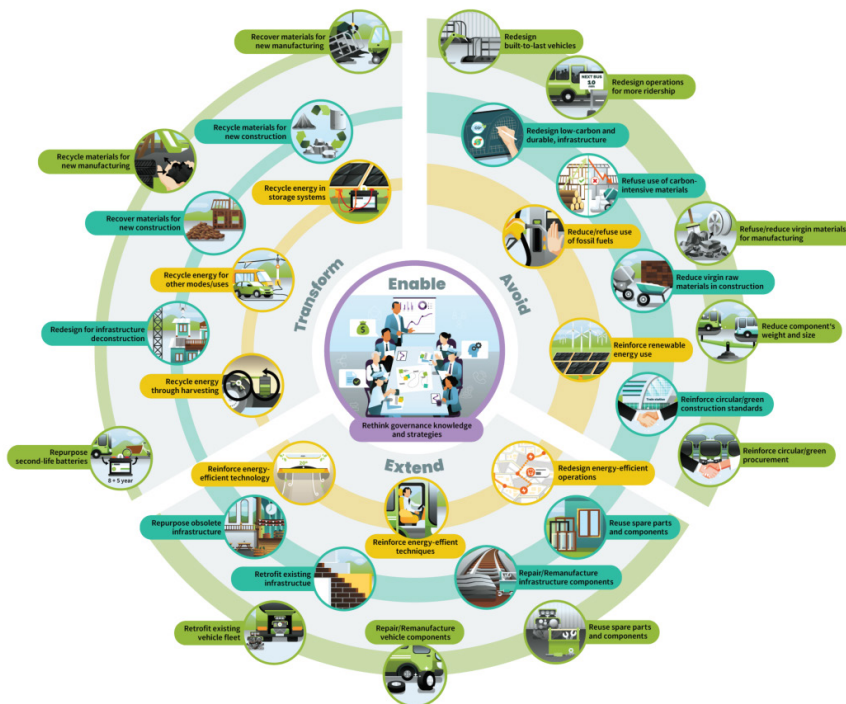 Recover materials for
new manufacturing
Redesign
built-to-last vehicles
Redesign operations
for more ridership
NEXT BUS
10
Recycle materials for
new construction
Redesign low-carbon and
durable, infrastructure
Recycle materials for
new manufacturing
Recycle energy in
storage systems
Refuse use of carbon-
intensive materials
Recover materials for
new construction
Reduce/refuse use
of fossil fuels
Refuse/reduce virgin materials
for manufacturing
Recycle energy for
other modes/uses
Transform
Enable
Avoid
Reduce virgin raw
materials in construction
Redesign for infrastructure
deconstruction
Reinforce renewable
energy use
Reduce component's
weight and size
Recycle energy
through harvesting
Reinforce circular/green
construction standards
Rethink governance knowledge
and strategies
Repurpose
second-life batteries
8 + 5 year
Reinforce energy-
efficient technology
Extend
Redesign energy-efficient
operations
Reinforce circular/green
procurement
Repurpose obsolete
infrastructure
Reinforce energy-effient
techniques
Reuse spare parts
and components
Retrofit existing
infrastructue
Repair/Remanufacture
infrastructure components
Retrofit existing
vehicle fleet
Repair/Remanufacture
vehicle components
Reuse spare parts
and components